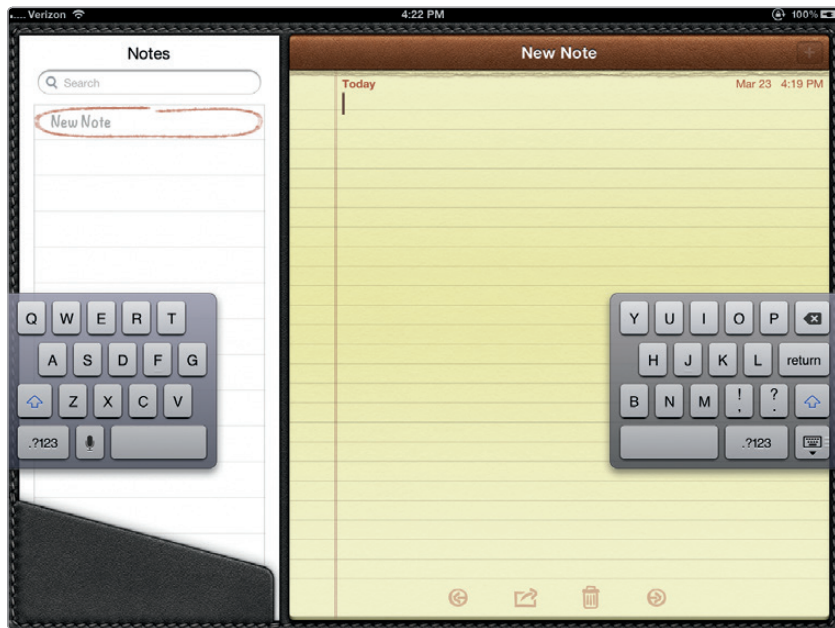 Verizon 4:22 PM 100%
Notes
New Note
Search
Today Mar 23 4:19 PM
New Note
Q W E R T
Y U I O P
A S D F G
H J K L return
Z X C V
B N M ! , ? .
.?123
.?123